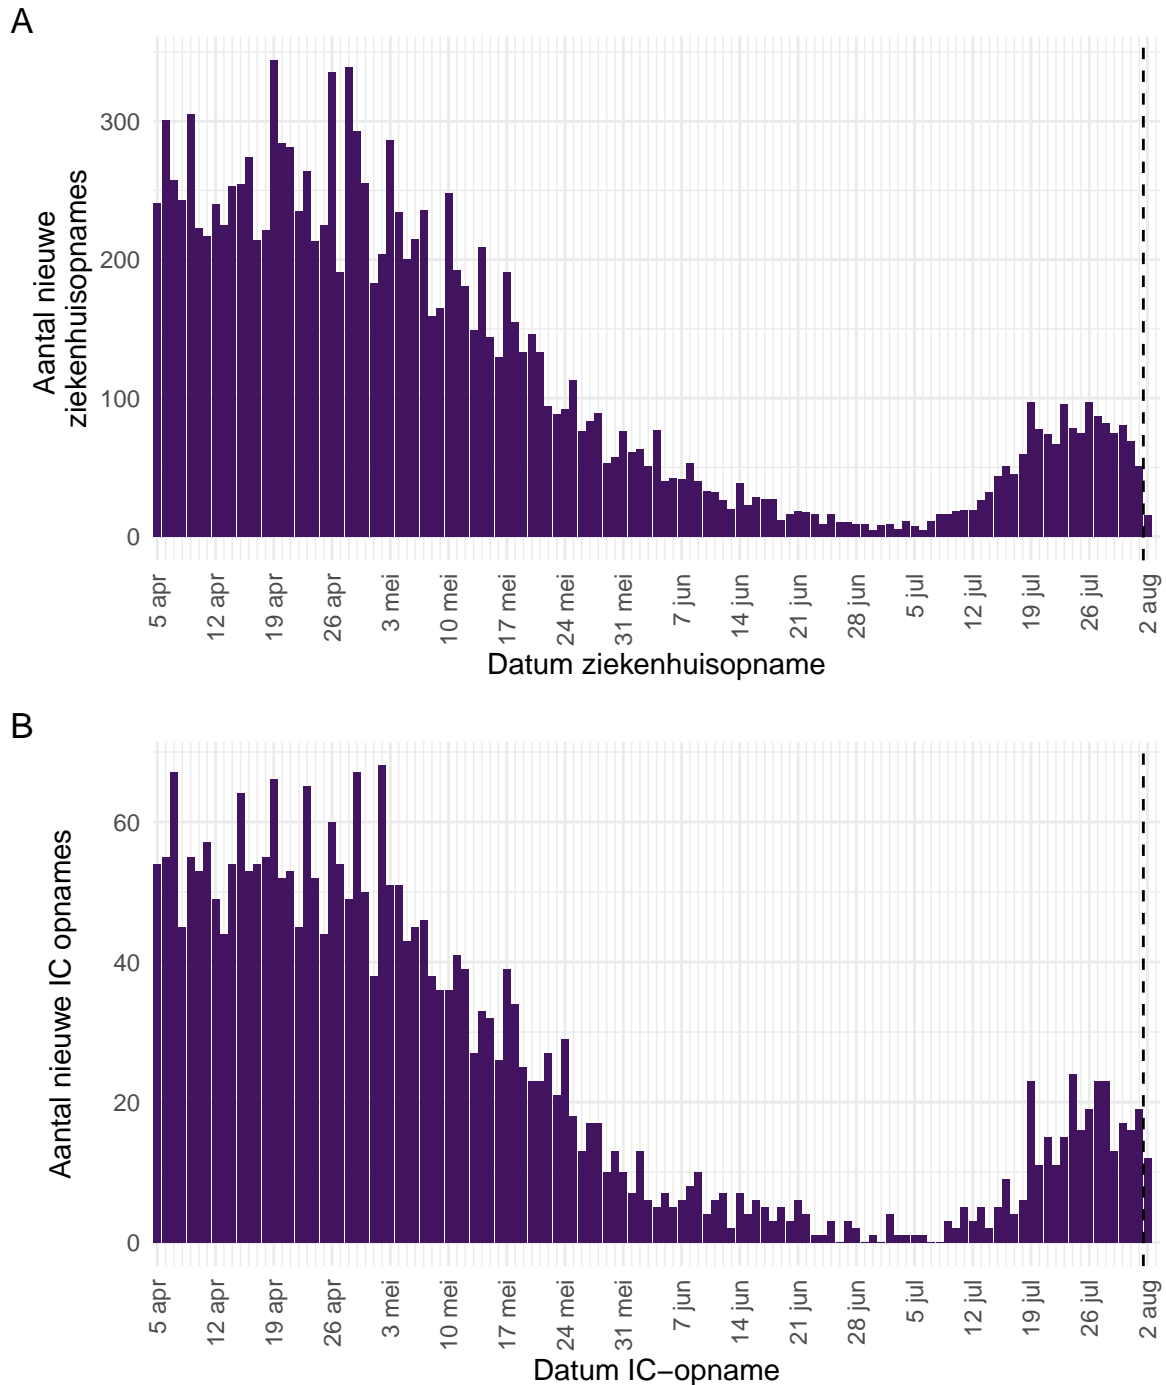 A
300
200
100
0
Aantal nieuwe
ziekenhuisopnames
5 apr
12 apr
19 apr
26 apr
3 mei
10 mei
17 mei
24 mei
31 mei
7 jun
14 jun
21 jun
28 jun
5 jul
12 jul
19 jul
26 jul
2 aug
Datum ziekenhuisopname
B
60
40
20
0
Aantal nieuwe IC opnames
5 apr
12 apr
19 apr
26 apr
3 mei
10 mei
17 mei
24 mei
31 mei
7 jun
14 jun
21 jun
28 jun
5 jul
12 jul
19 jul
26 jul
2 aug
Datum IC−opname